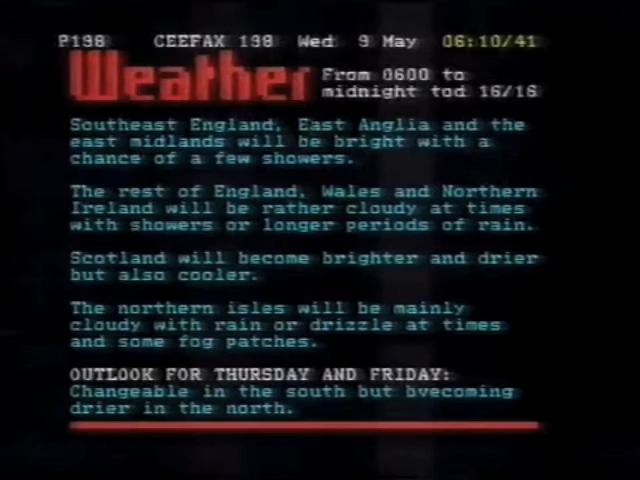 P198 CEEFAX 198 Wed 9 May 06:10/41
Weather
From 0600 to
midnight tod 16/16
Southeast England, East Anglia and the
east midlands will be bright with a
chance of a few showers.
The rest of England, Wales and Northern
Ireland will be rather cloudy at times
with showers or longer periods of rain.
Scotland will become brighter and drier
but also cooler.
The northern isles will be mainly
cloudy with rain or drizzle at times
and some fog patches.
OUTLOOK FOR THURSDAY AND FRIDAY:
Changeable in the south but bvecoming
drier in the north.